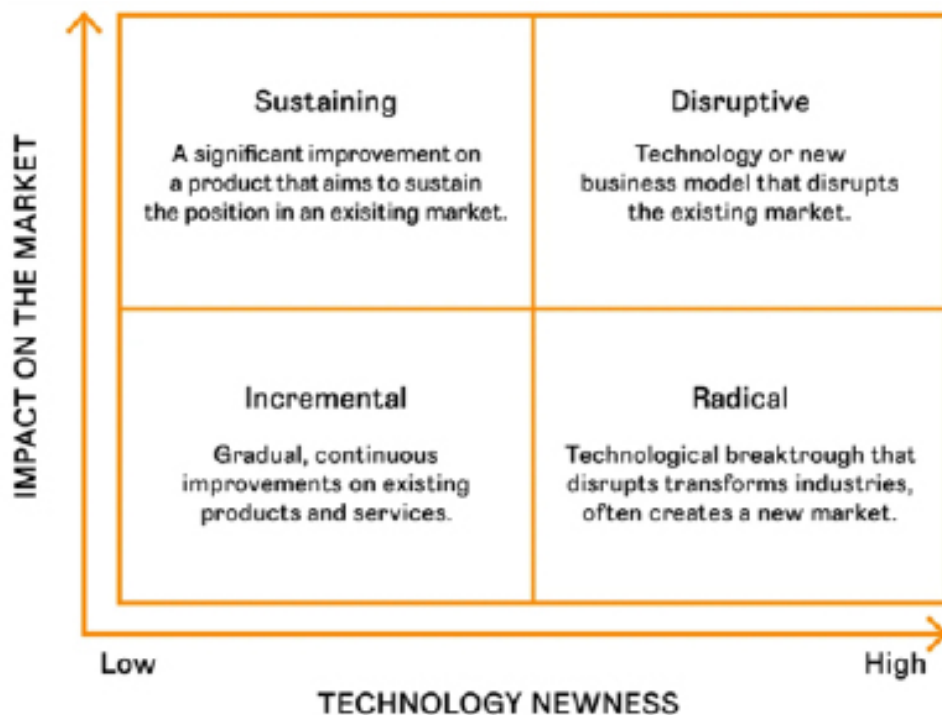 IMPACT ON THE MARKET
Sustaining
A significant improvement on
a product that aims to sustain
the position in an exisiting market.
Disruptive
Technology or new
business model that disrupts
the existing market.
Incremental
Gradual, continuous
improvements on existing
products and services.
Radical
Technological breaktrough that
disrupts transforms industries,
often creates a new market.
Low
High
TECHNOLOGY NEWNESS